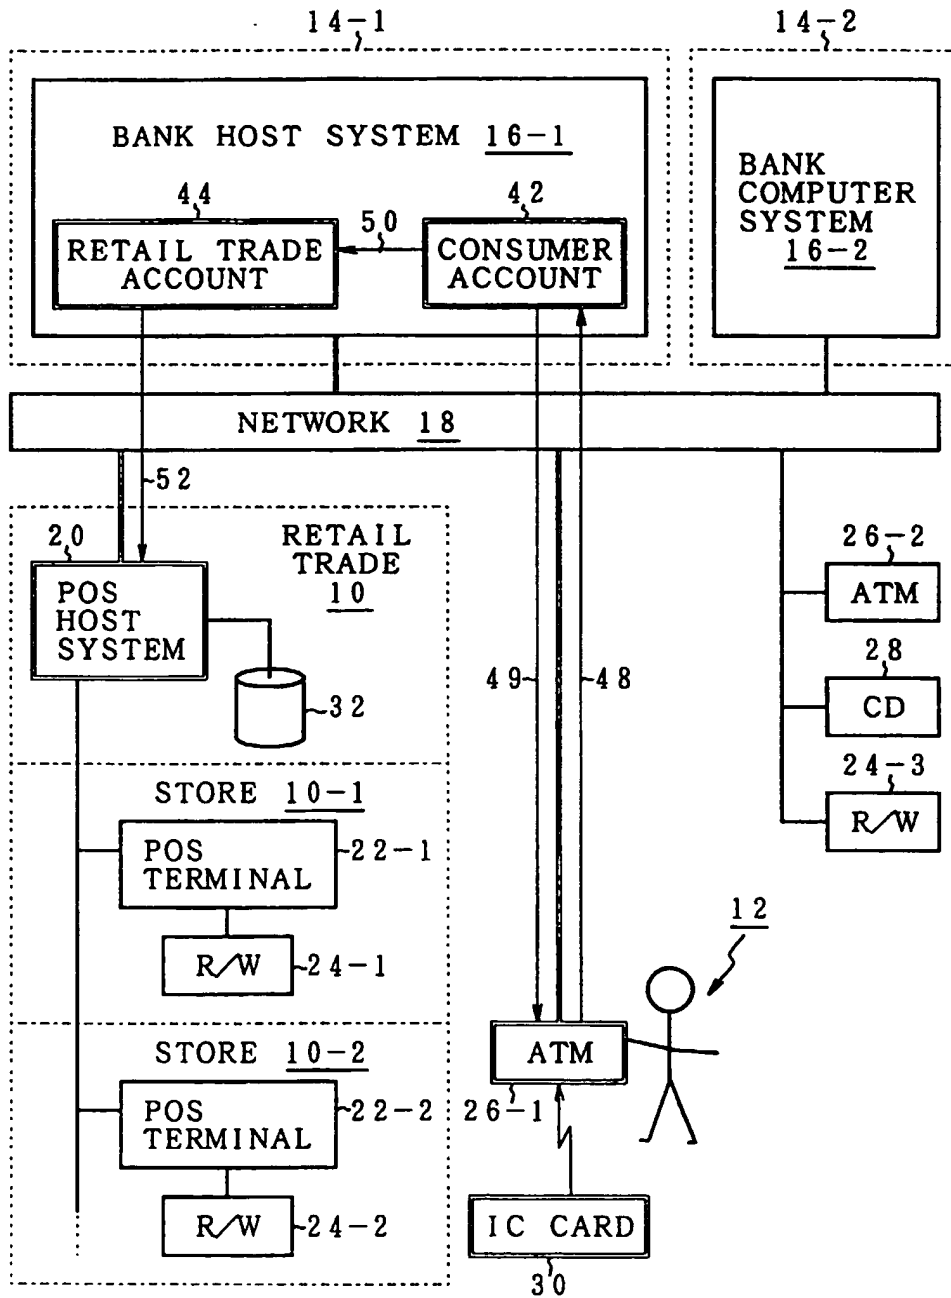 14-1
14-2
BANK HOST SYSTEM 16-1
BANK
COMPUTER
SYSTEM
16-2
44
50
42
RETAIL TRADE
ACCOUNT
CONSUMER
ACCOUNT
NETWORK 18
52
20
RETAIL
TRADE
10
POS
HOST
SYSTEM
32
49
48
26-2
ATM
28
CD
24-3
R/W
STORE 10-1
POS
TERMINAL
22-1
R/W
24-1
12
STORE 10-2
POS
TERMINAL
22-2
R/W
24-2
ATM
26-1
IC CARD
30